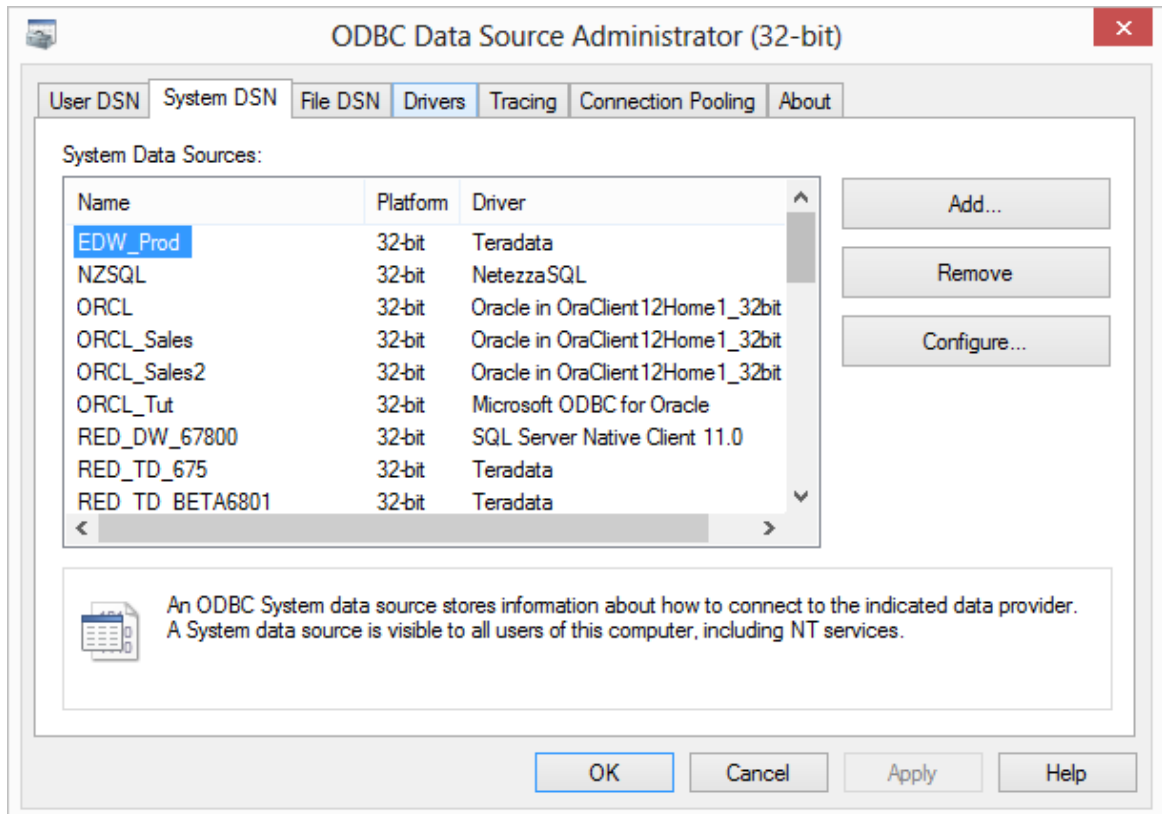 ODBC Data Source Administrator (32-bit)
User DSN System DSN File DSN Drivers Tracing Connection Pooling About
System Data Sources:
Name Platform Driver
EDW_Prod 32-bit Teradata
NZSQL 32-bit NetezzaSQL
ORCL 32-bit Oracle in OraClient12Home1_32bit
ORCL_Sales 32-bit Oracle in OraClient12Home1_32bit
ORCL_Sales2 32-bit Oracle in OraClient12Home1_32bit
ORCL_Tut 32-bit Microsoft ODBC for Oracle
RED_DW_67800 32-bit SQL Server Native Client 11.0
RED_TD_675 32-bit Teradata
RED_TD_BETA6801 32-bit Teradata
Add...
Remove
Configure...
An ODBC System data source stores information about how to connect to the indicated data provider.
A System data source is visible to all users of this computer, including NT services.
OK Cancel Apply Help